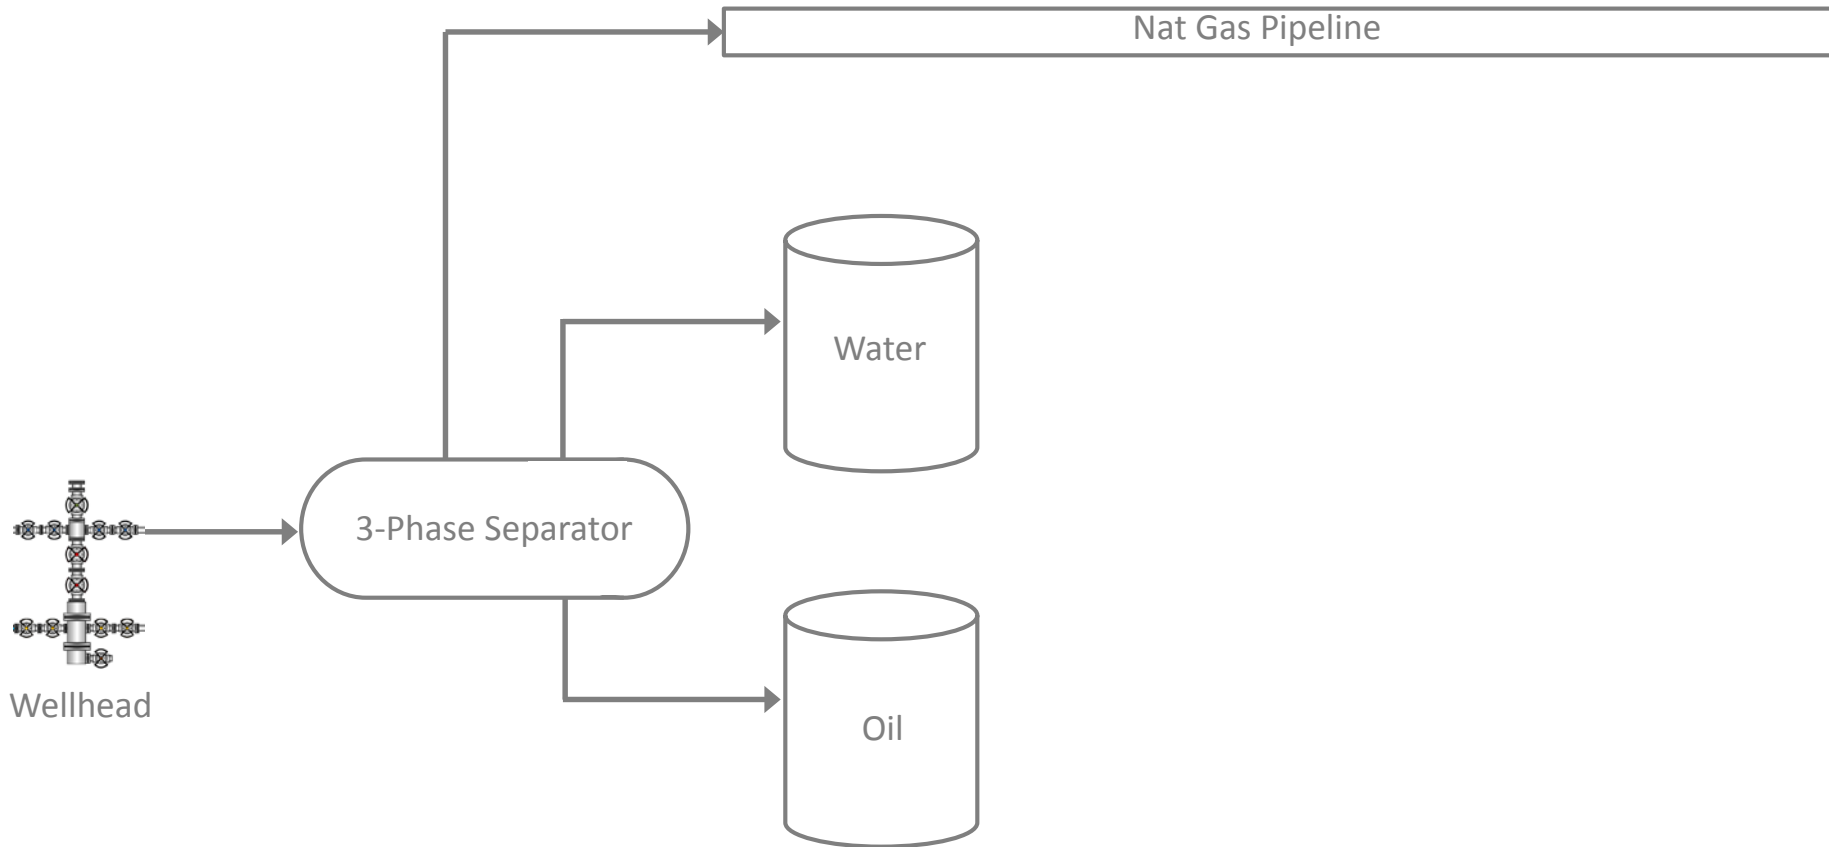 Nat Gas Pipeline
Water
3-Phase Separator
Wellhead
Oil